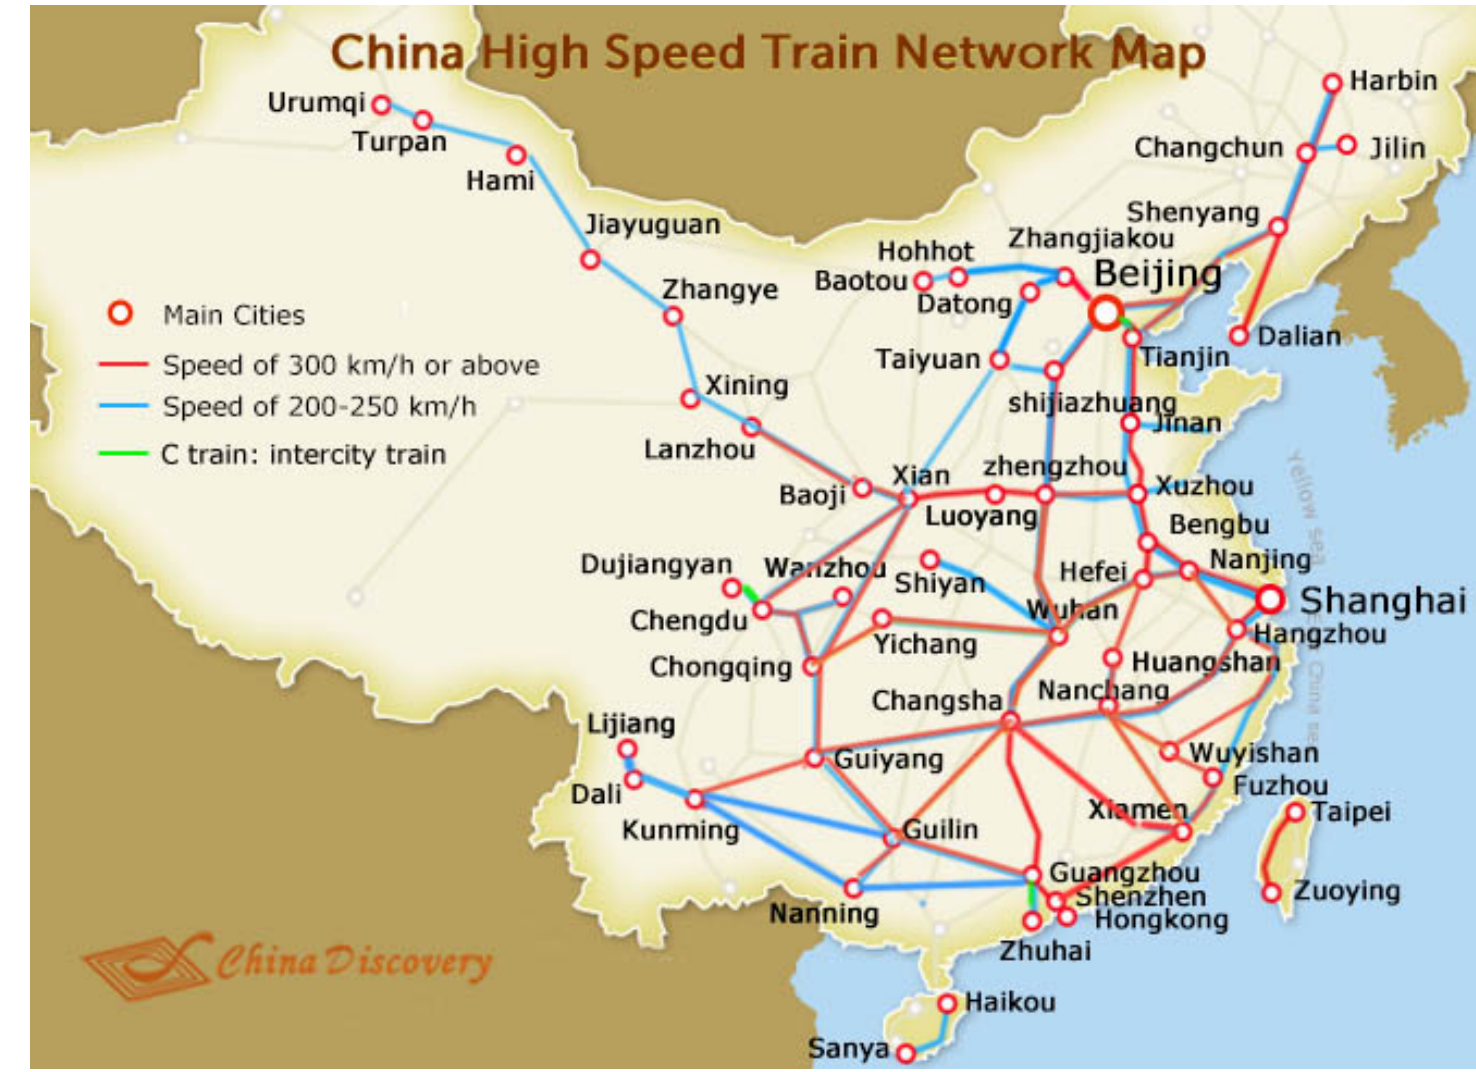 China High Speed Train Network Map
Urumqi
Turpan
Hami
Jiayuguan
Zhangye
Xining
Lanzhou
Harbin
Changchun
Jilin
Shenyang
Zhangjiakou
Hohhot
Beijing
Baotou
Datong
Dalian
Taiyuan
Tianjin
shijiazhuang
Jinan
Main Cities
Speed of 300 km/h or above
Speed of 200-250 km/h
C train: intercity train
Baoji
Xian
zhengzhou
Xuzhou
Luoyang
Bengbu
Dujiangyan
Wanzhou
Shiyan
Hefei
Nanjing
Chengdu
Wuhan
Shanghai
Yichang
Hangzhou
Chongqing
Huangshan
Changsha
Nanchang
Lijiang
Guiyang
Wuyishan
Dali
Fuzhou
Kunming
Guilin
Xiamen
Taipei
Guangzhou
Shenzhen
Zuoying
Nanning
Hongkong
Zhuhai
Haikou
Sanya
Yellow
China
China Discovery